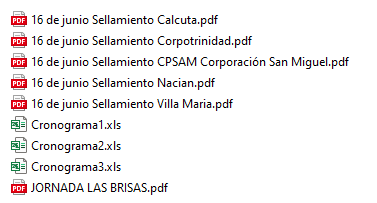 16 de junio Sellamiento Calcuta.pdf
16 de junio Sellamiento Corpotrinidad.pdf
16 de junio Sellamiento CPSAM Corporación San Miguel.pdf
16 de junio Sellamiento Nacian.pdf
16 de junio Sellamiento Villa Maria.pdf
Cronograma1.xls
Cronograma2.xls
Cronograma3.xls
JORNADA LAS BRISAS.pdf